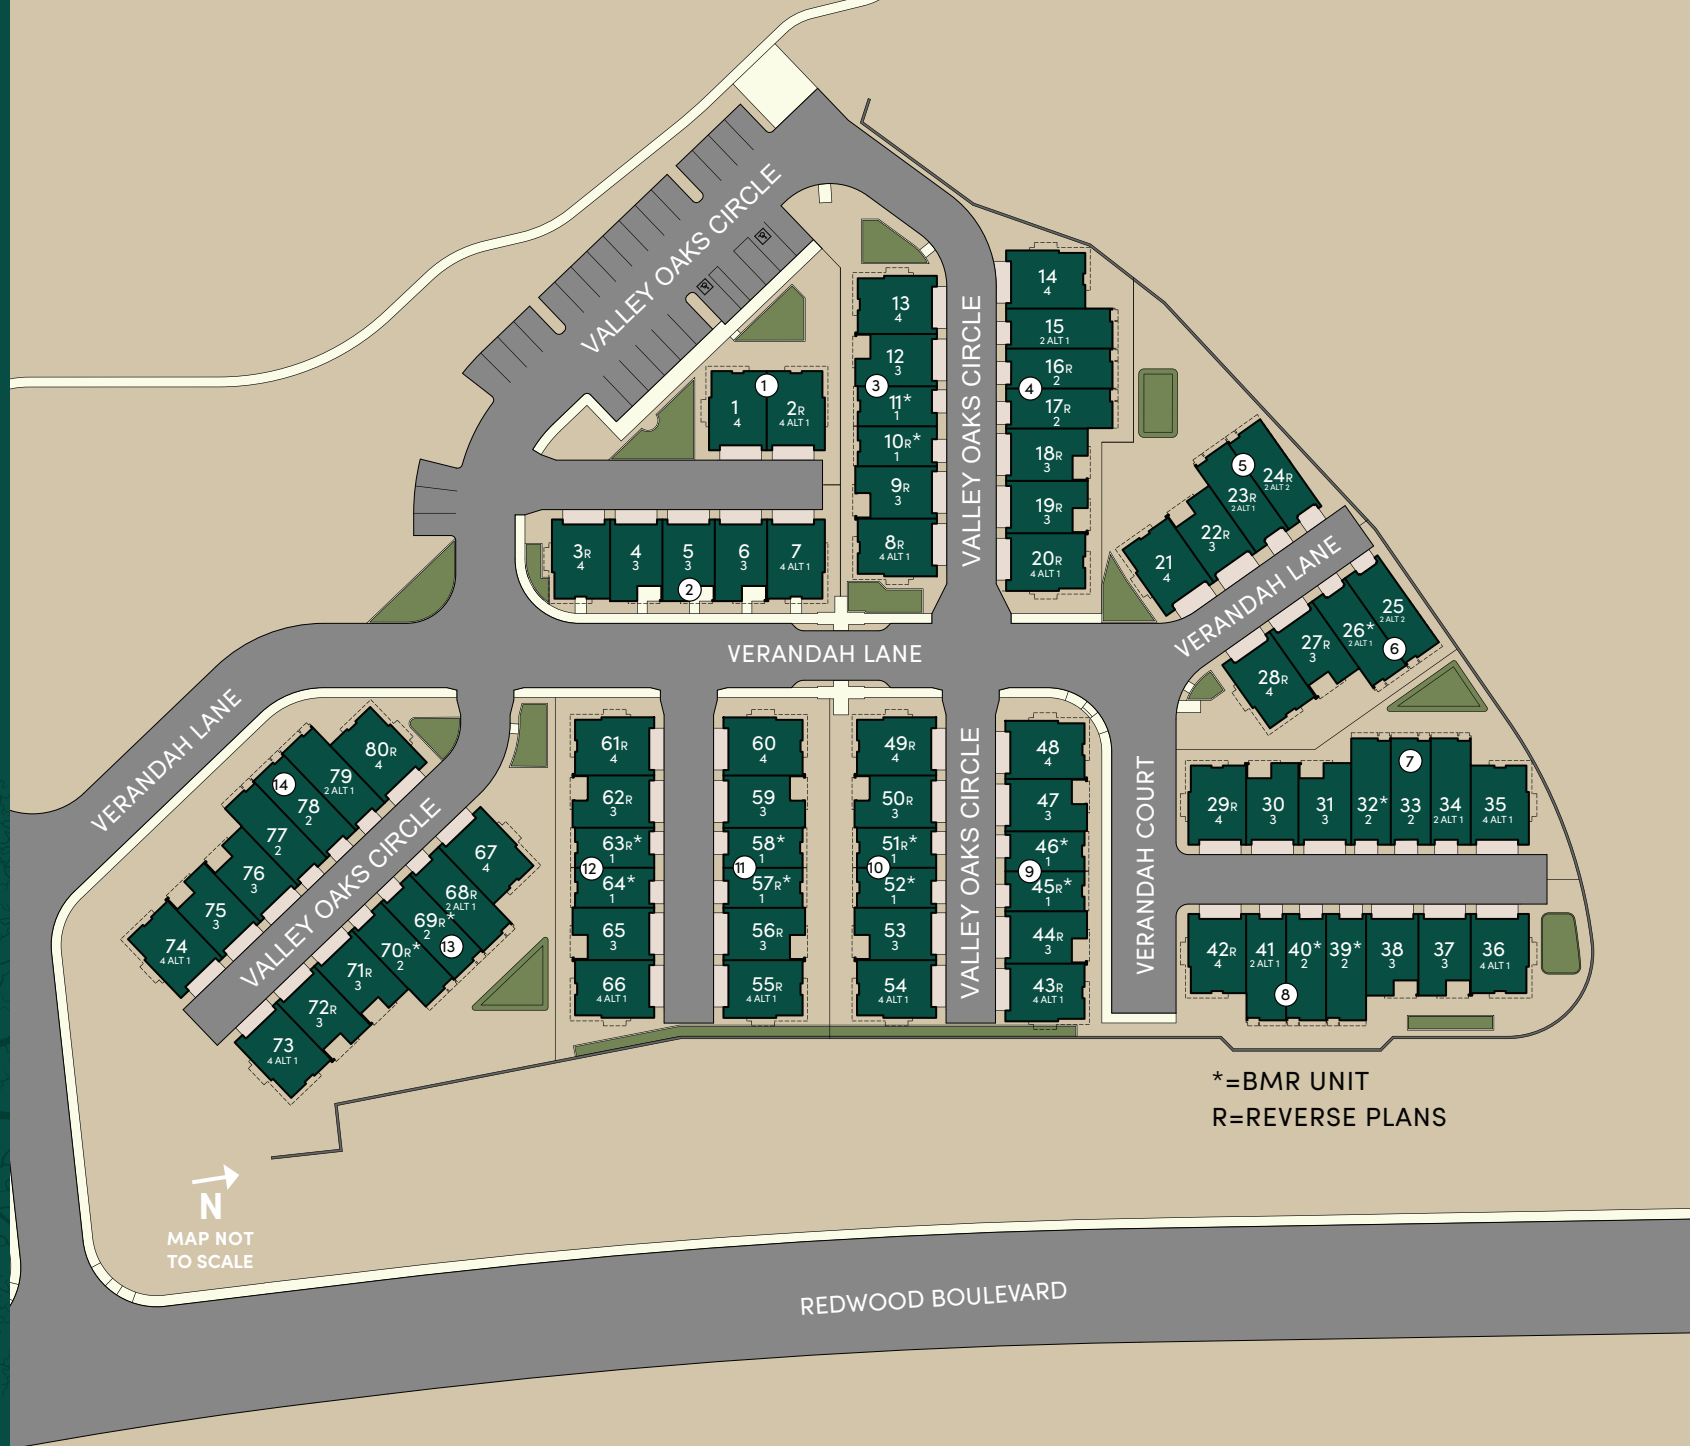 VALLEY OAKS CIRCLE
1
1
4
2R
4 ALT 1
3R
4
4
3
5
3
6
3
7
4 ALT 1
2
13
4
12
3
3
11*
1
10R*
1
9R
3
8R
4 ALT 1
VALLEY OAKS CIRCLE
14
4
15
2 ALT 1
16R
2
4
17R
2
18R
3
19R
3
20R
4 ALT 1
5
24R
2 ALT 2
23R
2 ALT 1
22R
3
21
4
VERANDAH LANE
25
2 ALT 2
26*
2 ALT 1
6
27R
3
28R
4
VERANDAH LANE
VERANDAH LANE
14
80R
4
79
2 ALT 1
78
2
77
2
76
3
75
3
74
4 ALT 1
VALLEY OAKS CIRCLE
67
4
68R
2 ALT 1
69R*
2
13
70R*
2
71R
3
72R
3
73
4 ALT 1
61R
4
62R
3
63R*
1
12
64*
1
65
3
66
4 ALT 1
60
4
59
3
58*
1
11
57R*
1
56R
3
55R
4 ALT 1
49R
4
50R
3
51R*
1
10
52*
1
53
3
54
4 ALT 1
VALLEY OAKS CIRCLE
48
4
47
3
46*
1
9
45R*
1
44R
3
43R
4 ALT 1
VERANDAH COURT
7
29R
4
30
3
31
3
32*
2
33
2
34
2 ALT 1
35
4 ALT 1
42R
4
41
2 ALT 1
40*
2
39*
2
38
3
37
3
36
4 ALT 1
8
*=BMR UNIT
R=REVERSE PLANS
N
MAP NOT
TO SCALE
REDWOOD BOULEVARD